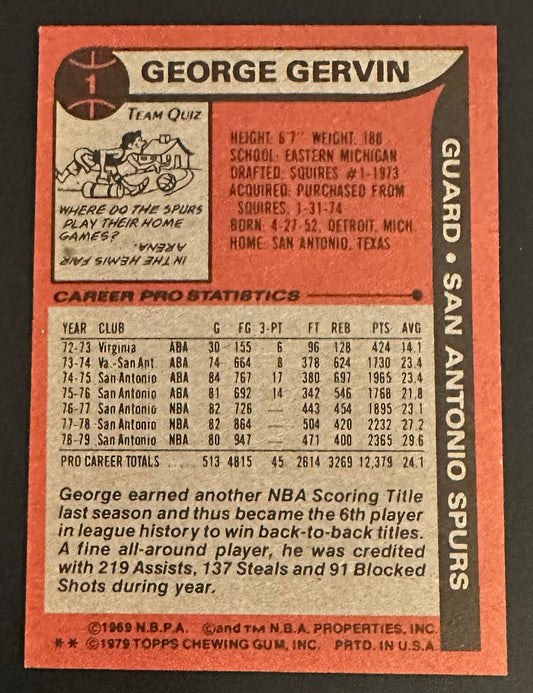 1
GEORGE GERVIN
TEAM QUIZ
WHERE DO THE SPURS
PLAY THEIR HOME
GAMES?
IN THE HEMIS FAIR
ARENA.
HEIGHT: 6'7" WEIGHT: 180
SCHOOL: EASTERN MICHIGAN
DRAFTED: SQUIRES #1-1973
ACQUIRED: PURCHASED FROM
SQUIRES, 1-31-74
BORN: 4-27-52, DETROIT, MICH.
HOME: SAN ANTONIO, TEXAS
GUARD • SAN ANTONIO SPURS
CAREER PRO STATISTICS
YEAR CLUB G FG 3-PT FT REB PTS AVG
72-73 Virginia ABA 30 155 6 96 128 424 14.1
73-74 Va.-San Ant. ABA 74 664 8 378 624 1730 23.4
74-75 San Antonio ABA 84 767 17 380 697 1965 23.4
75-76 San Antonio ABA 81 692 14 342 546 1768 21.8
76-77 San Antonio NBA 82 726 — 443 454 1895 23.1
77-78 San Antonio NBA 82 864 — 504 420 2232 27.2
78-79 San Antonio NBA 80 947 — 471 400 2365 29.6
PRO CAREER TOTALS ..... 513 4815 45 2614 3269 12,379 24.1
George earned another NBA Scoring Title
last season and thus became the 6th player
in league history to win back-to-back titles.
A fine all-around player, he was credited
with 219 Assists, 137 Steals and 91 Blocked
Shots during year.
©1969 N.B.P.A. ©and TM N.B.A. PROPERTIES, INC.
** ©1979 TOPPS CHEWING GUM, INC. PRTD. IN U.S.A.